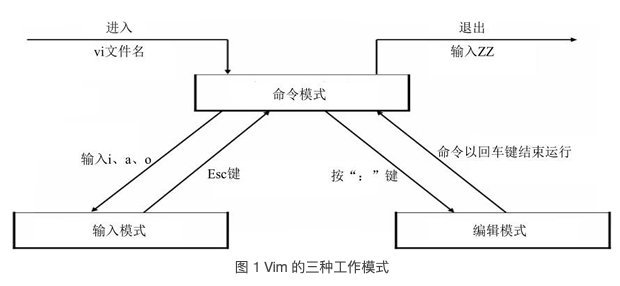 进入
vi文件名
退出
输入ZZ
命令模式
输入i、a、o
Esc键
按“：”键
命令以回车键结束运行
输入模式
编辑模式
图 1 Vim 的三种工作模式